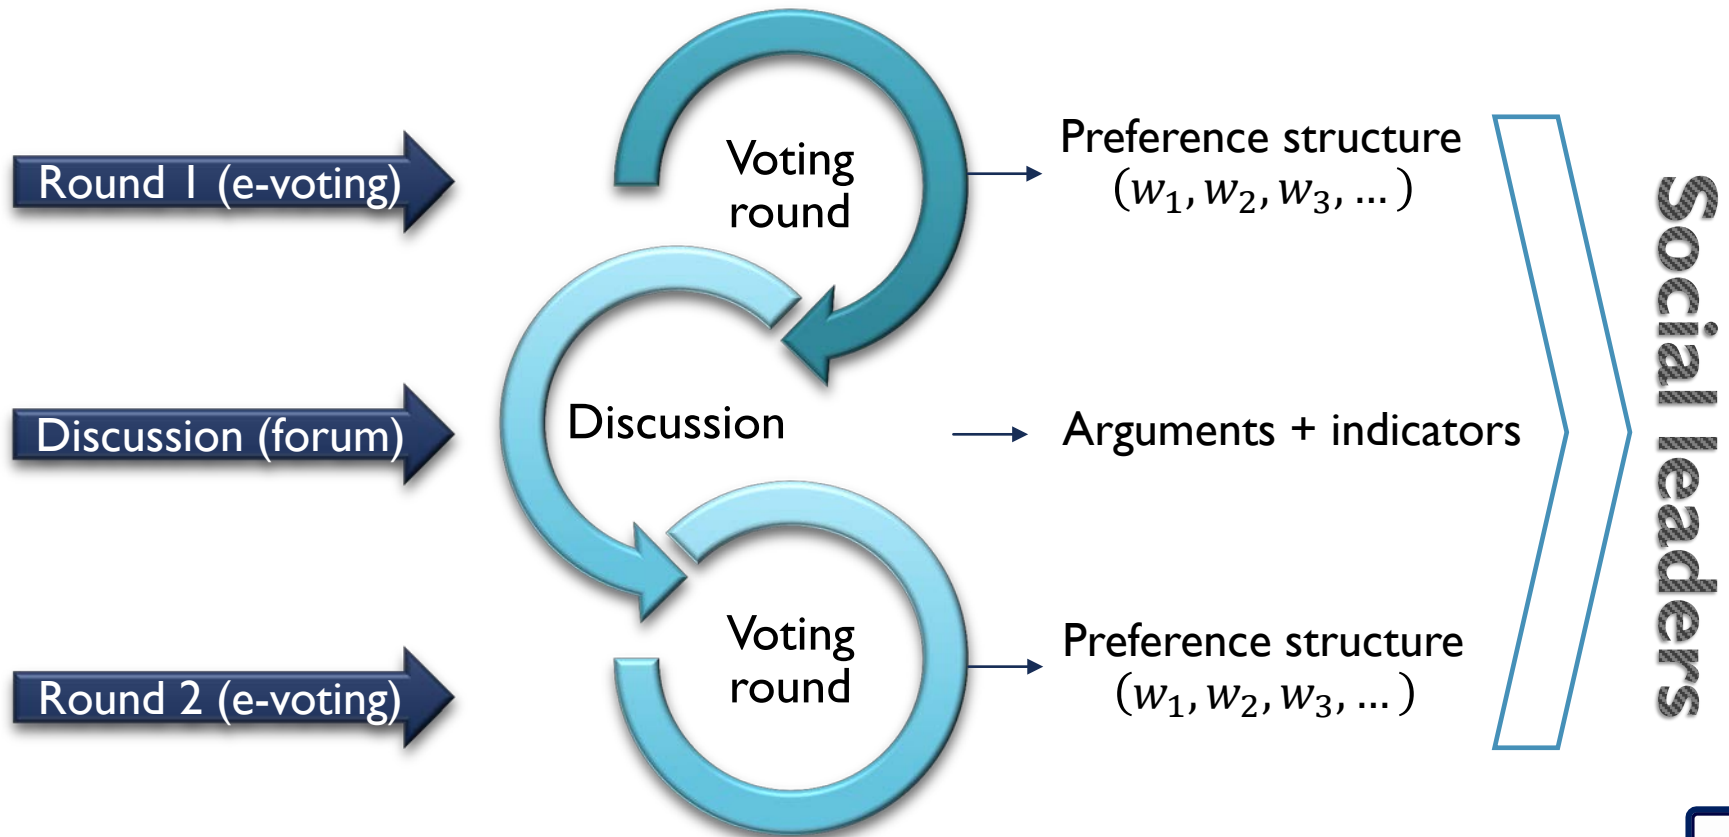 Round 1 (e-voting)
Voting
round
Preference structure
(w₁, w₂, w₃, … )
Discussion (forum)
Discussion
Arguments + indicators
Round 2 (e-voting)
Voting
round
Preference structure
(w₁, w₂, w₃, … )
Social leaders